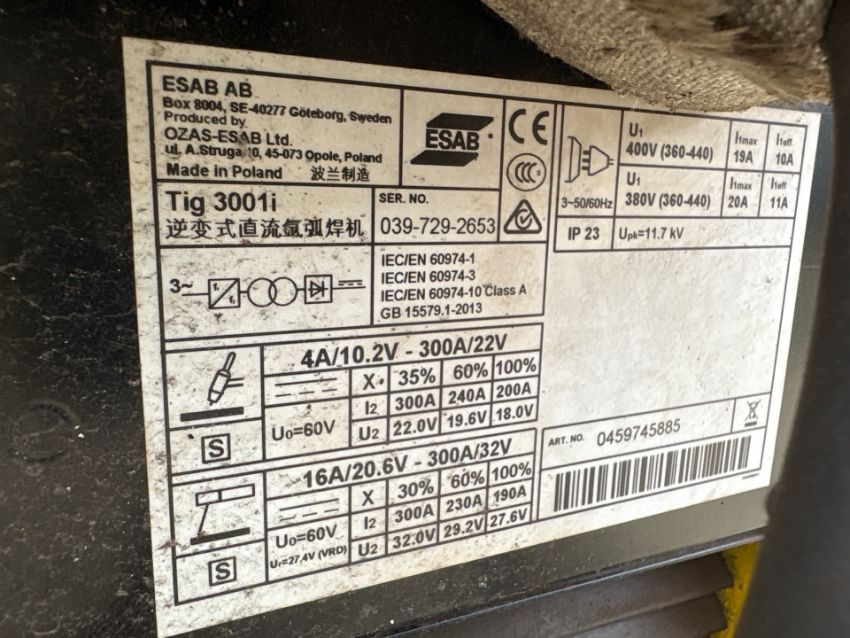 ESAB AB
Box 8004, SE-40277 Göteborg, Sweden
Produced by
OZAS-ESAB Ltd.
ul. A.Struga 10, 45-073 Opole, Poland
Made in Poland 波兰制造
ESAB
CE
CCC
3~50/60Hz
U1 400V (360-440)
I1max 19A
I1eff 10A
U1 380V (360-440)
I1max 20A
I1eff 11A
IP 23
Upk=11.7 kV
Tig 3001i
逆变式直流氩弧焊机
SER. NO.
039-729-2653
3~
IEC/EN 60974-1
IEC/EN 60974-3
IEC/EN 60974-10 Class A
GB 15579.1-2013
4A/10.2V - 300A/22V
X 35% 60% 100%
I2 300A 240A 200A
U2 22.0V 19.6V 18.0V
U0=60V
S
16A/20.6V - 300A/32V
X 30% 60% 100%
I2 300A 230A 190A
U2 32.0V 29.2V 27.6V
U0=60V
Ur=27,4V (VRD)
S
ART. NO. 0459745885